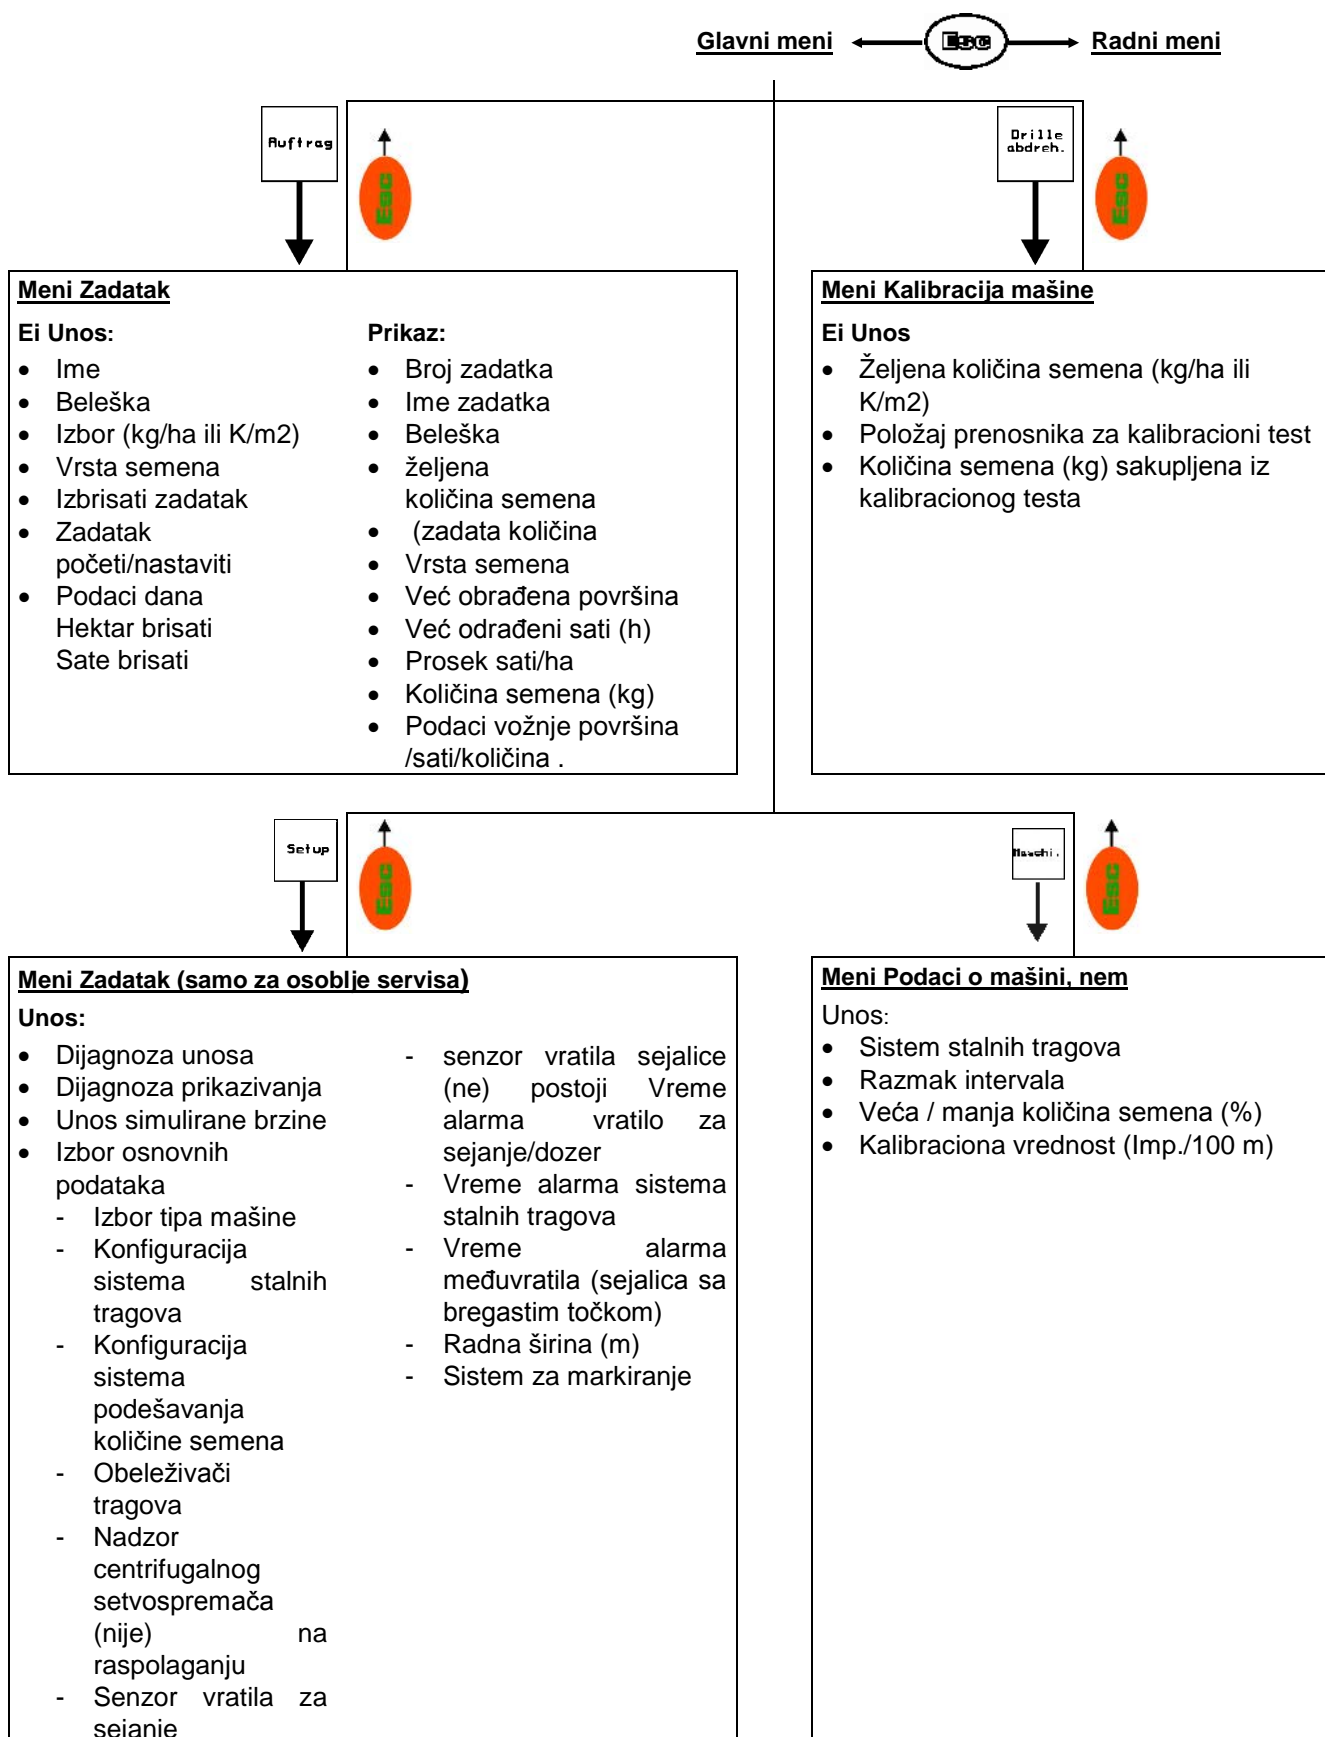 Glavni meni
Esc
Radni meni
Auftrag
Esc
Drille
abdreh.
Esc
Meni Zadatak
Ei Unos:
• Ime
• Beleška
• Izbor (kg/ha ili K/m2)
• Vrsta semena
• Izbrisati zadatak
• Zadatak
početi/nastaviti
• Podaci dana
Hektar brisati
Sate brisati
Prikaz:
• Broj zadatka
• Ime zadatka
• Beleška
• željena
količina semena
• (zadata količina
• Vrsta semena
• Već obrađena površina
• Već odrađeni sati (h)
• Prosek sati/ha
• Količina semena (kg)
• Podaci vožnje površina
/sati/količina .
Meni Kalibracija mašine
Ei Unos
• Željena količina semena (kg/ha ili
K/m2)
• Položaj prenosnika za kalibracioni test
• Količina semena (kg) sakupljena iz
kalibracionog testa
Setup
Esc
Maschi.
Esc
Meni Zadatak (samo za osoblje servisa)
Unos:
• Dijagnoza unosa
• Dijagnoza prikazivanja
• Unos simulirane brzine
• Izbor osnovnih
podataka
- Izbor tipa mašine
- Konfiguracija
sistema stalnih
tragova
- Konfiguracija
sistema
podešavanja
količine semena
- Obeleživači
tragova
- Nadzor
centrifugalnog
setvospremača
(nije) na
raspolaganju
- Senzor vratila za
sejanje
- senzor vratila sejalice
(ne) postoji Vreme
alarma vratilo za
sejanje/dozer
- Vreme alarma sistema
stalnih tragova
- Vreme alarma
međuvratila (sejalica sa
bregastim točkom)
- Radna širina (m)
- Sistem za markiranje
Meni Podaci o mašini, nem
Unos:
• Sistem stalnih tragova
• Razmak intervala
• Veća / manja količina semena (%)
• Kalibraciona vrednost (Imp./100 m)